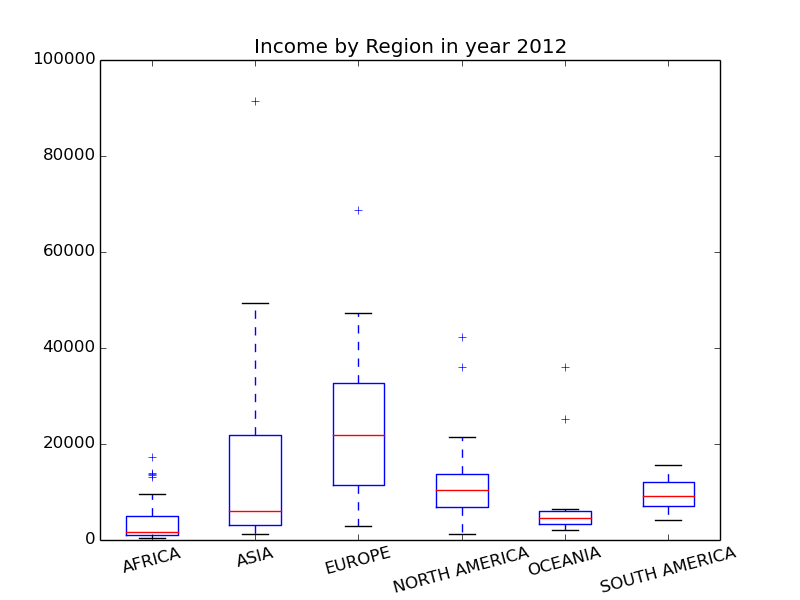 Income by Region in year 2012
100000
80000
60000
40000
20000
0
AFRICA
ASIA
EUROPE
NORTH AMERICA
OCEANIA
SOUTH AMERICA